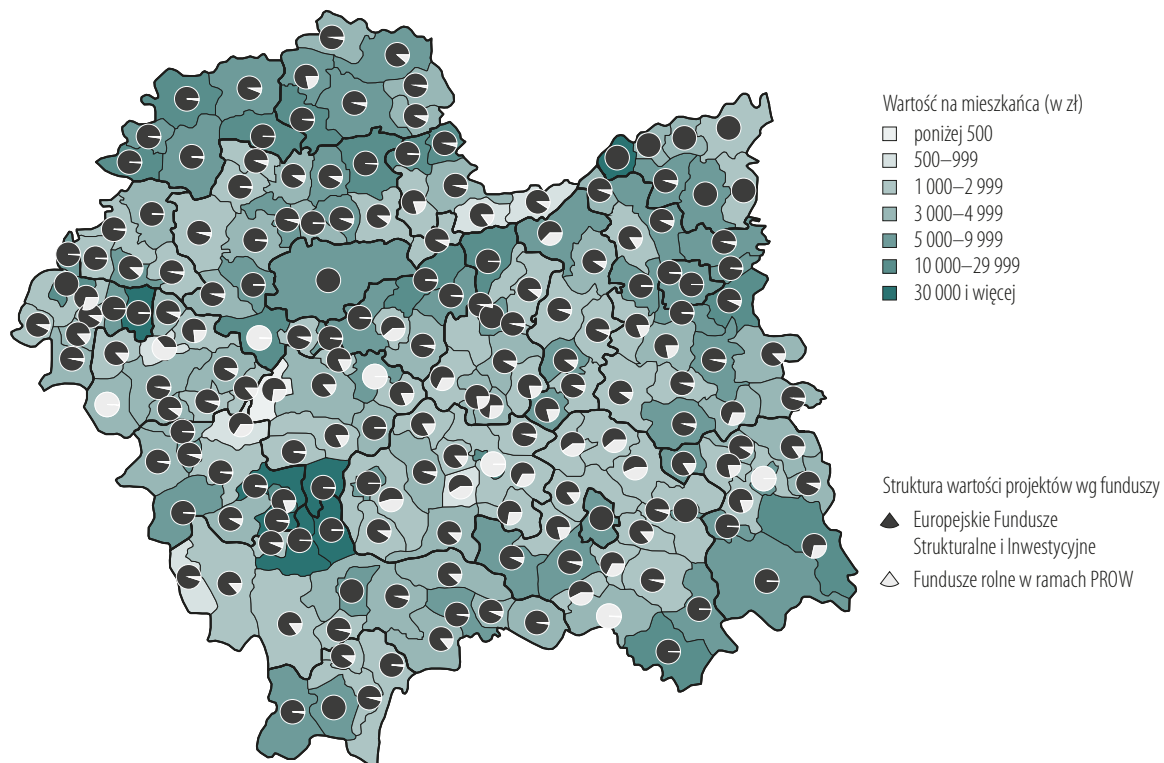 Wartość na mieszkańca (w zł)
poniżej 500
500–999
1 000–2 999
3 000–4 999
5 000–9 999
10 000–29 999
30 000 i więcej
Struktura wartości projektów wg funduszy
Europejskie Fundusze
Strukturalne i Inwestycyjne
Fundusze rolne w ramach PROW